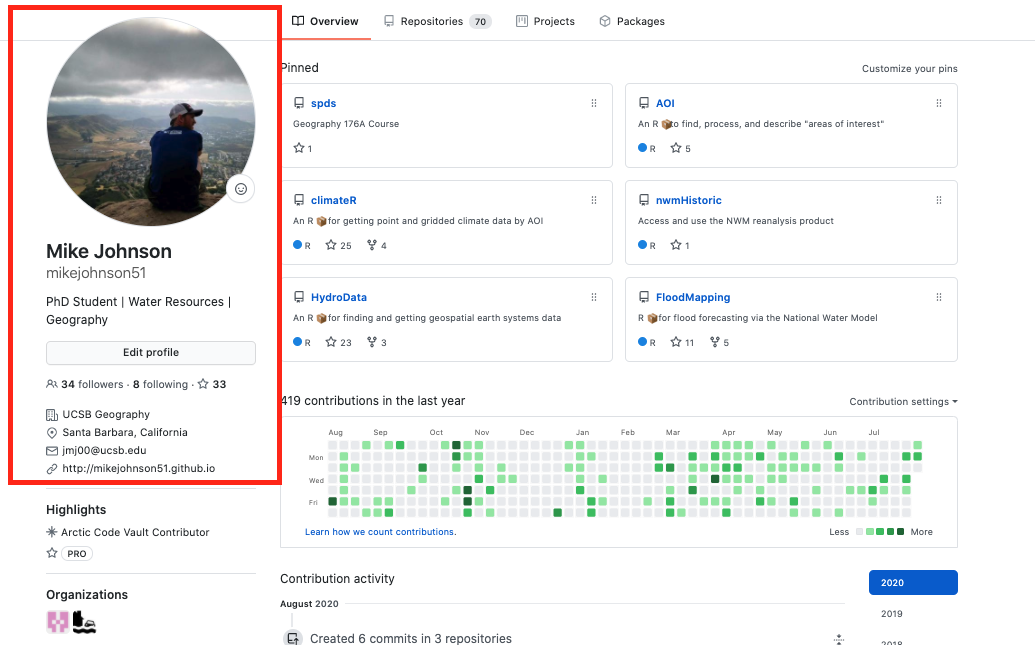 Overview
Repositories 70
Projects
Packages
Mike Johnson
mikejohnson51
PhD Student | Water Resources |
Geography
Edit profile
34 followers · 8 following · 33
UCSB Geography
Santa Barbara, California
jmj00@ucsb.edu
http://mikejohnson51.github.io
Highlights
Arctic Code Vault Contributor
PRO
Organizations
Pinned
Customize your pins
spds
Geography 176A Course
1
AOI
An R 📦to find, process, and describe "areas of interest"
R 5
climateR
An R 📦for getting point and gridded climate data by AOI
R 25 4
nwmHistoric
Access and use the NWM reanalysis product
R 1
HydroData
An R 📦for finding and getting geospatial earth systems data
R 23 3
FloodMapping
R 📦for flood forecasting via the National Water Model
R 11 5
419 contributions in the last year
Contribution settings
Aug Sep Oct Nov Dec Jan Feb Mar Apr May Jun Jul
Mon
Wed
Fri
Learn how we count contributions.
Less More
Contribution activity
2020
2019
2018
August 2020
Created 6 commits in 3 repositories